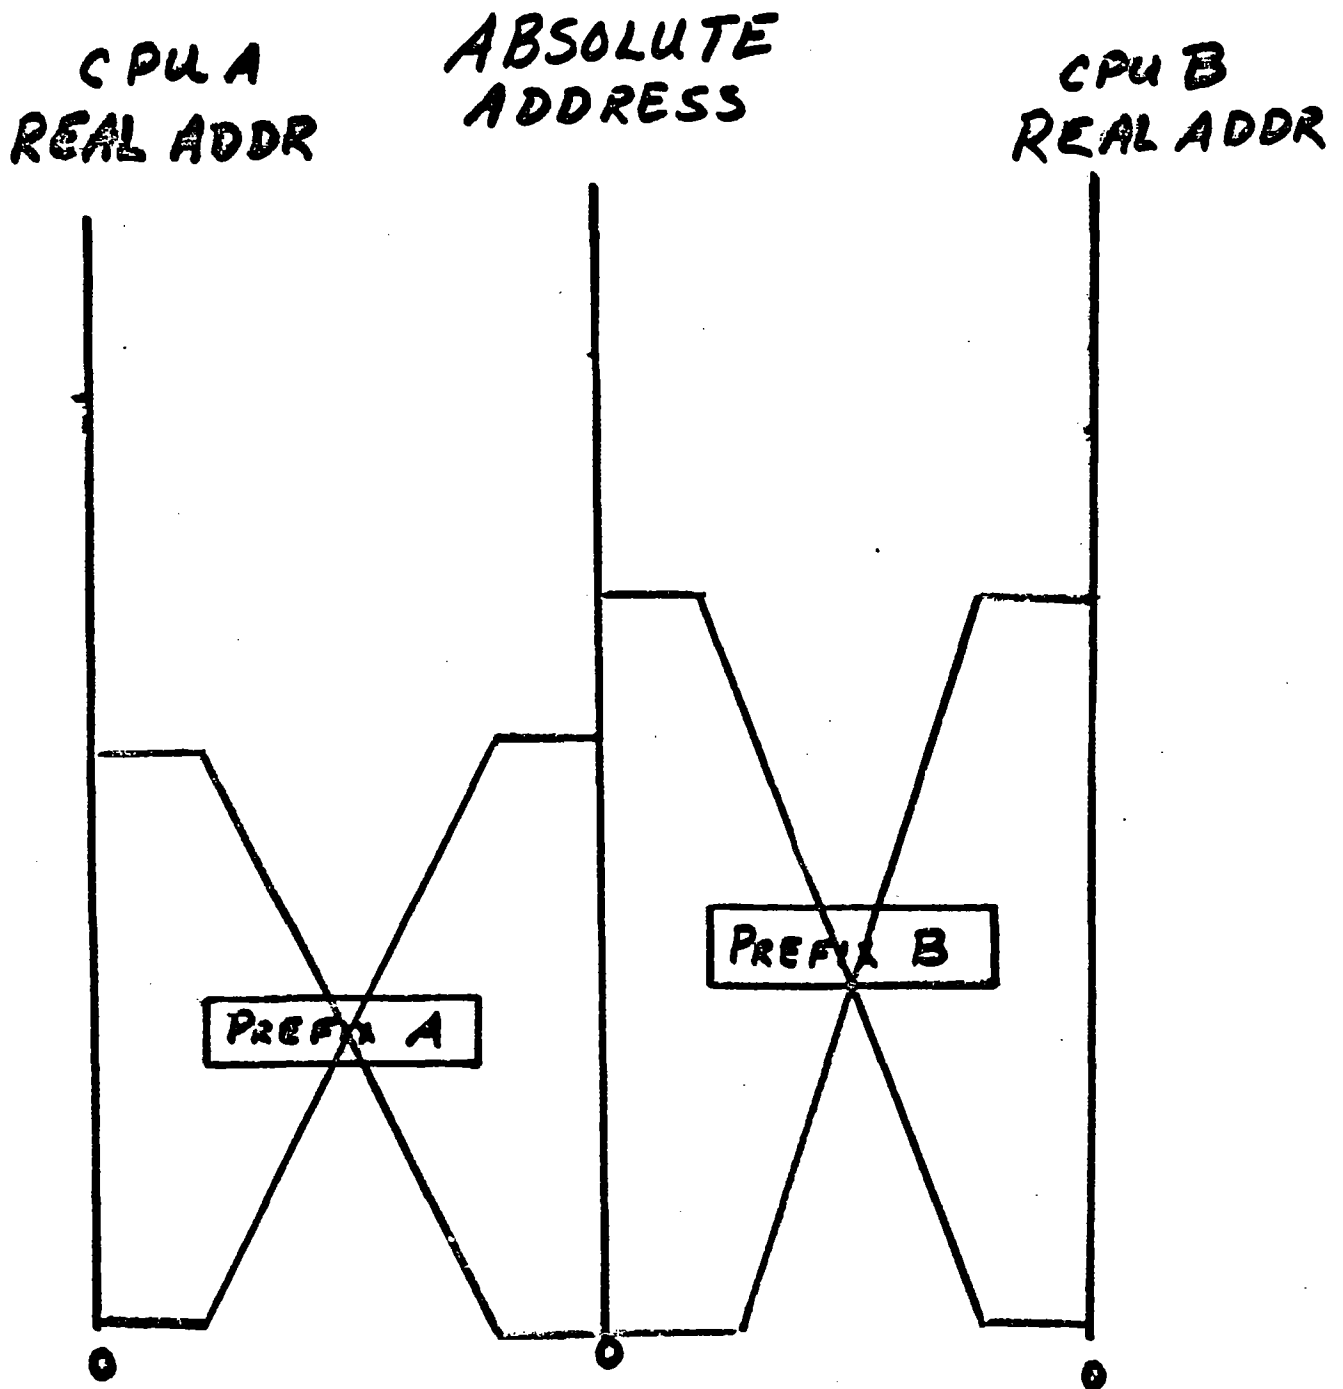 CPU A
REAL ADDR
ABSOLUTE
ADDRESS
CPU B
REAL ADDR
PREFIX A
PREFIX B
0
0
0